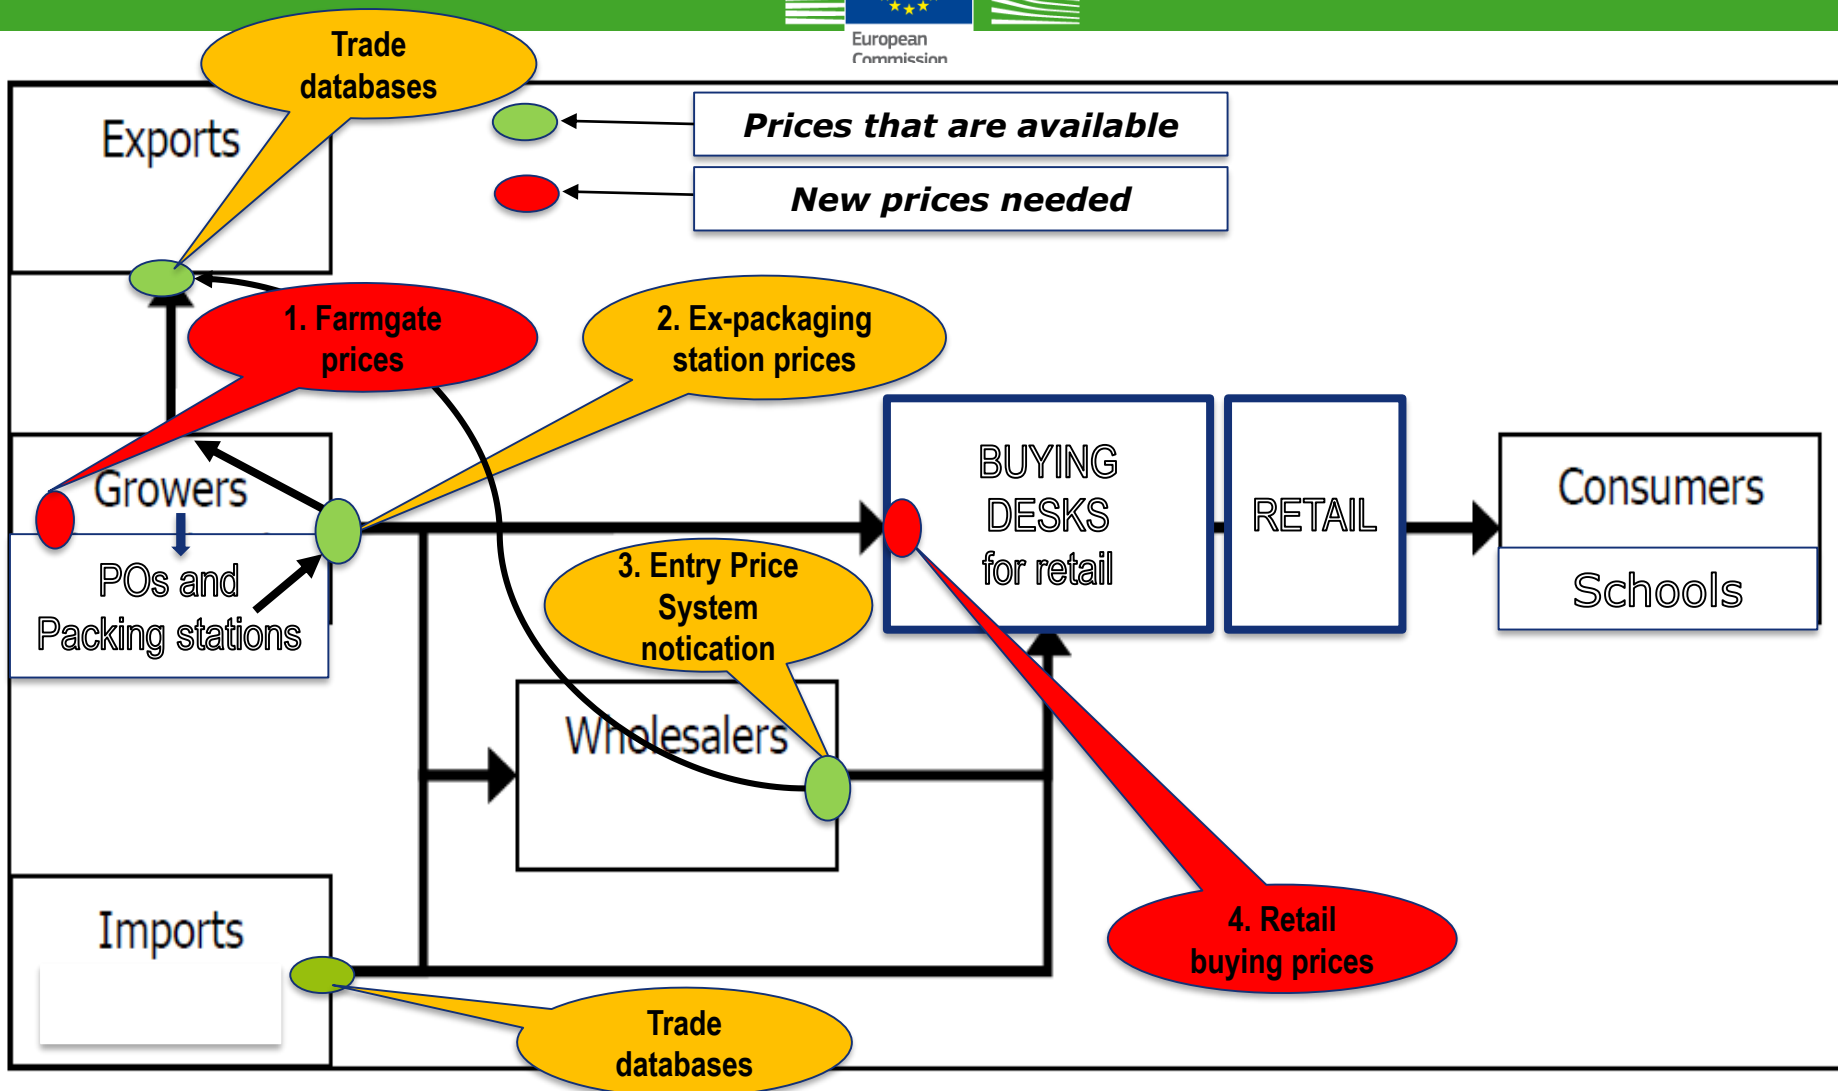 European
Commission
Trade
databases
Exports
Prices that are available
New prices needed
1. Farmgate
prices
2. Ex-packaging
station prices
Growers
POs and
Packing stations
BUYING
DESKS
for retail
RETAIL
Consumers
Schools
3. Entry Price
System
notication
Wholesalers
Imports
4. Retail
buying prices
Trade
databases